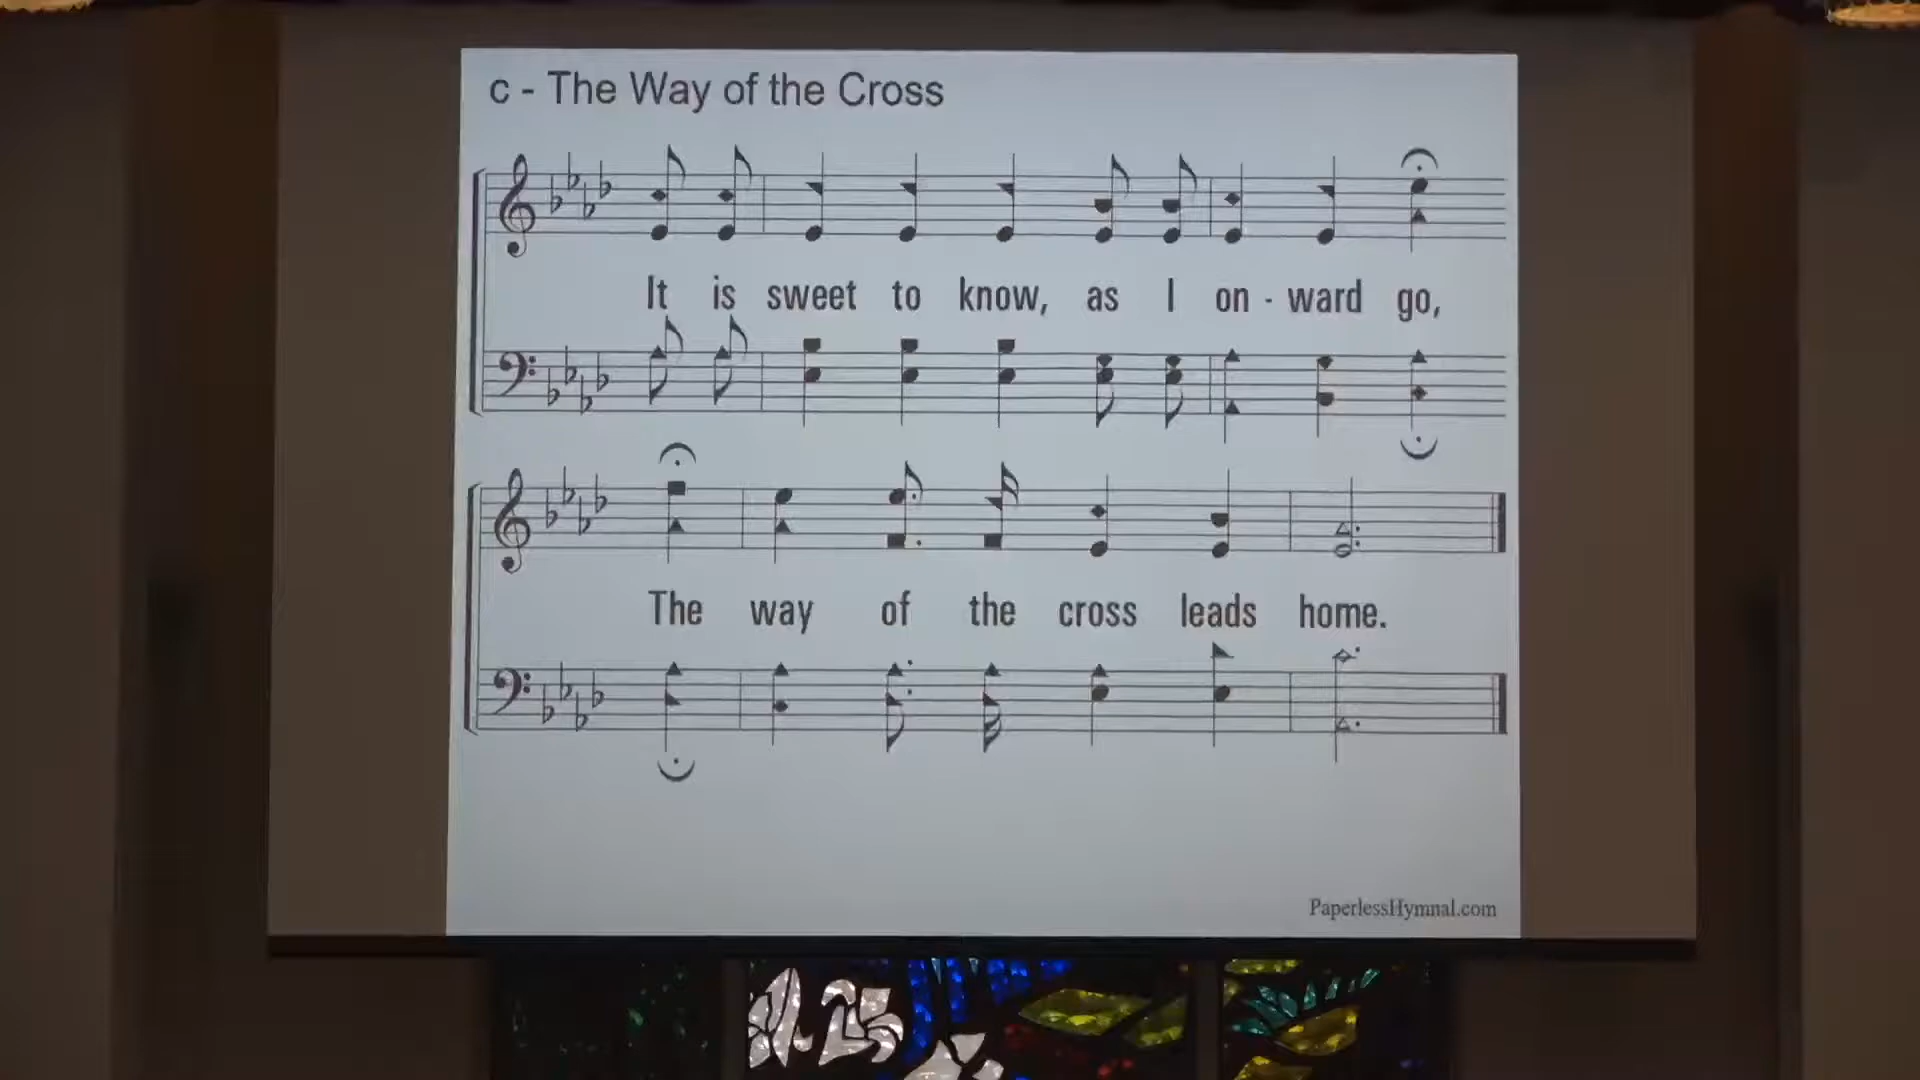 c - The Way of the Cross
It is sweet to know, as I on - ward go,
The way of the cross leads home.
PaperlessHymnal.com